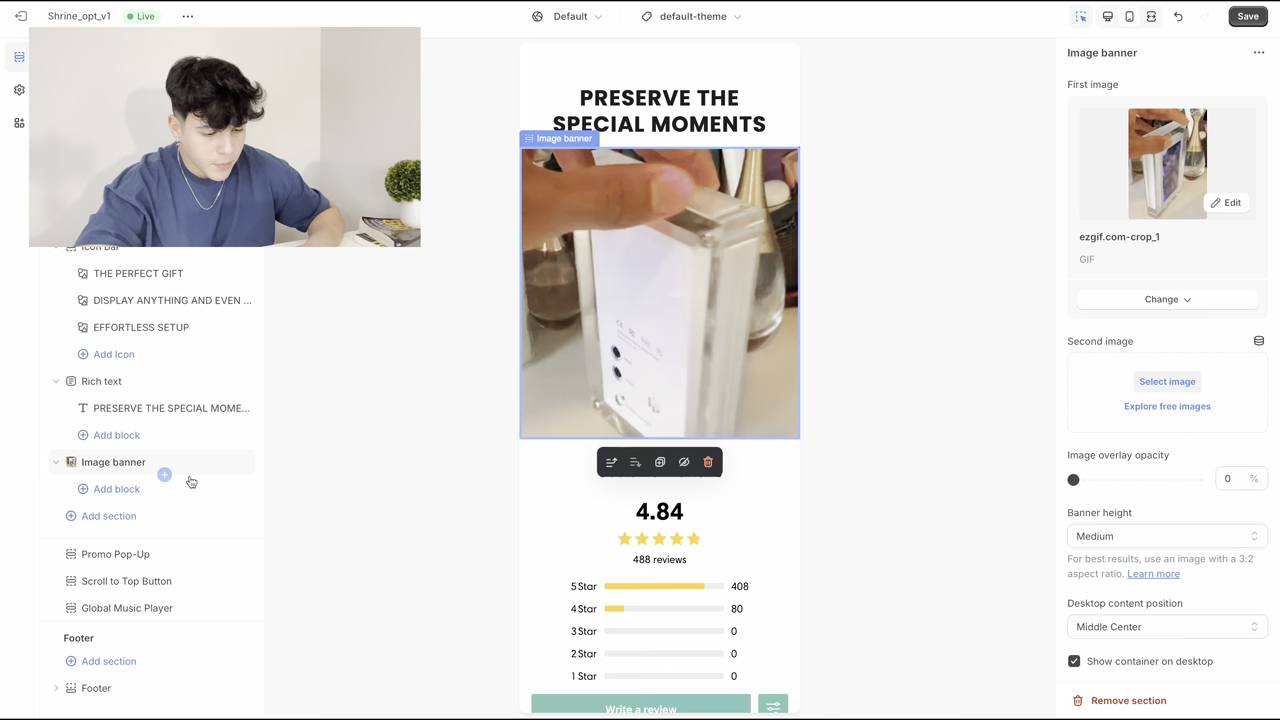 Shrine_opt_v1
Live
Default
default-theme
Save
THE PERFECT GIFT
DISPLAY ANYTHING AND EVEN ...
EFFORTLESS SETUP
Add Icon
Rich text
PRESERVE THE SPECIAL MOME...
Add block
Image banner
Add block
Add section
Promo Pop-Up
Scroll to Top Button
Global Music Player
Footer
Add section
Footer
PRESERVE THE
SPECIAL MOMENTS
Image banner
4.84
488 reviews
5 Star 408
4 Star 80
3 Star 0
2 Star 0
1 Star 0
Write a review
Image banner
First image
Edit
ezgif.com-crop_1
GIF
Change
Second image
Select image
Explore free images
Image overlay opacity
0 %
Banner height
Medium
For best results, use an image with a 3:2
aspect ratio. Learn more
Desktop content position
Middle Center
Show container on desktop
Remove section